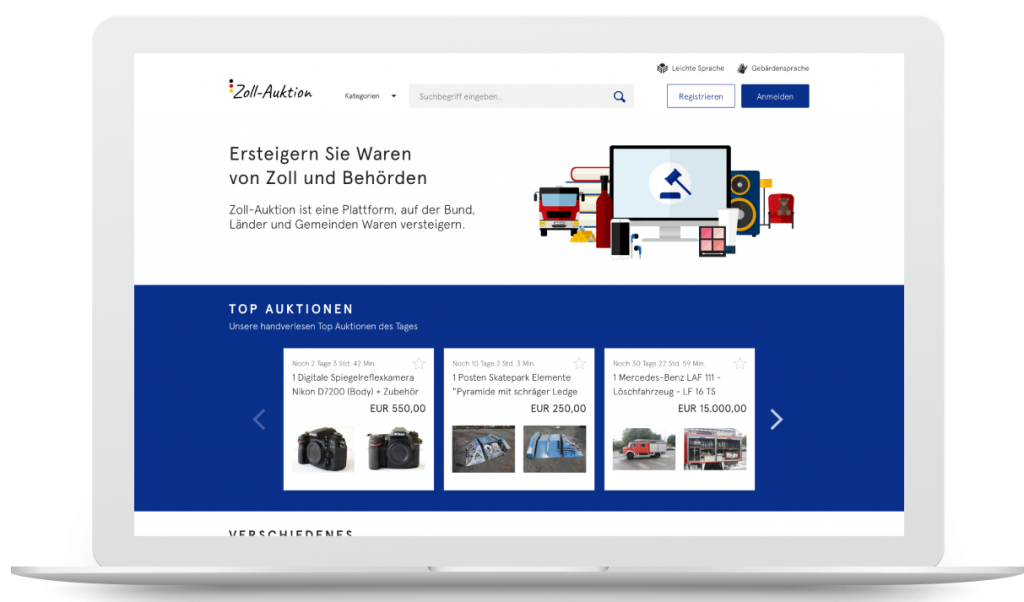 Leichte Sprache
Gebärdensprache
Zoll-Auktion
Kategorien
Suchbegriff eingeben..
Registrieren
Anmelden
Ersteigern Sie Waren
von Zoll und Behörden
Zoll-Auktion ist eine Plattform, auf der Bund,
Länder und Gemeinden Waren versteigern.
TOP AUKTIONEN
Unsere handverlesen Top Auktionen des Tages
Noch 2 Tage 3 Std. 42 Min.
1 Digitale Spiegelreflexkamera
Nikon D7200 (Body) + Zubehör
EUR 550,00
Noch 10 Tage 2 Std. 3 Min.
1 Posten Skatepark Elemente
"Pyramide mit schräger Ledge
EUR 250,00
Noch 30 Tage 22 Std. 59 Min.
1 Mercedes-Benz LAF 111 -
Löschfahrzeug - LF 16 TS
EUR 15.000,00
VERSCHIEDENES